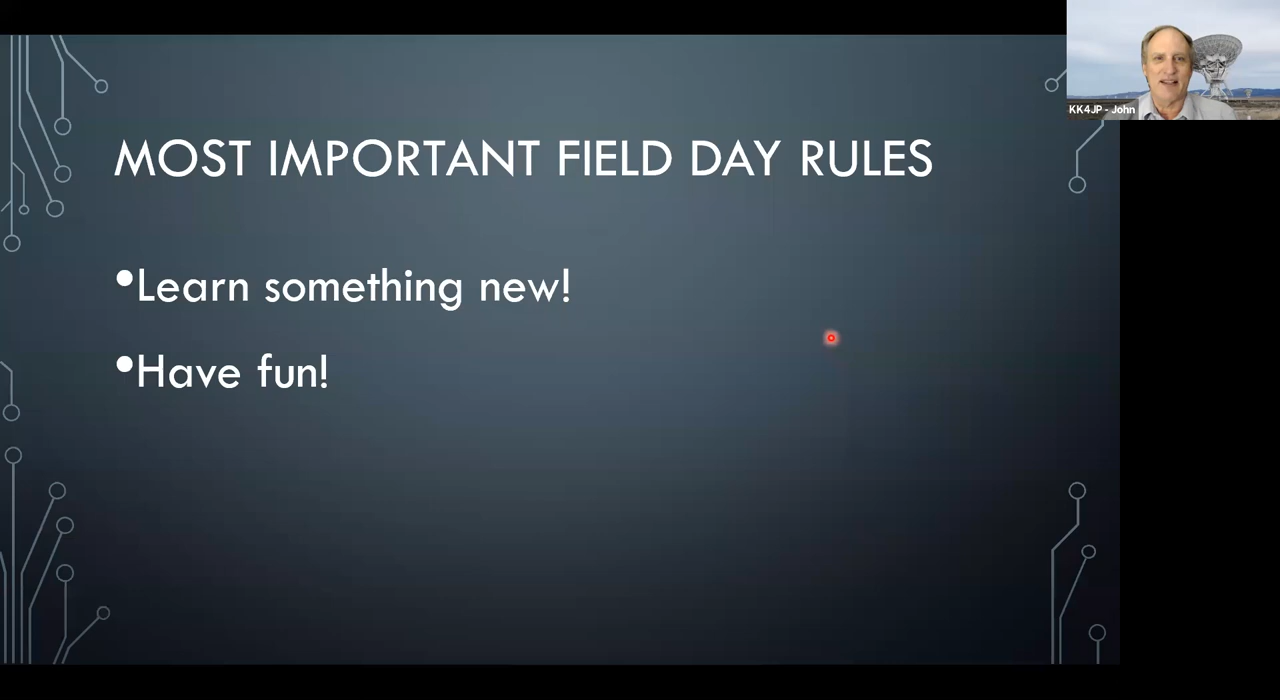 KK4JP - John
MOST IMPORTANT FIELD DAY RULES
•Learn something new!
•Have fun!